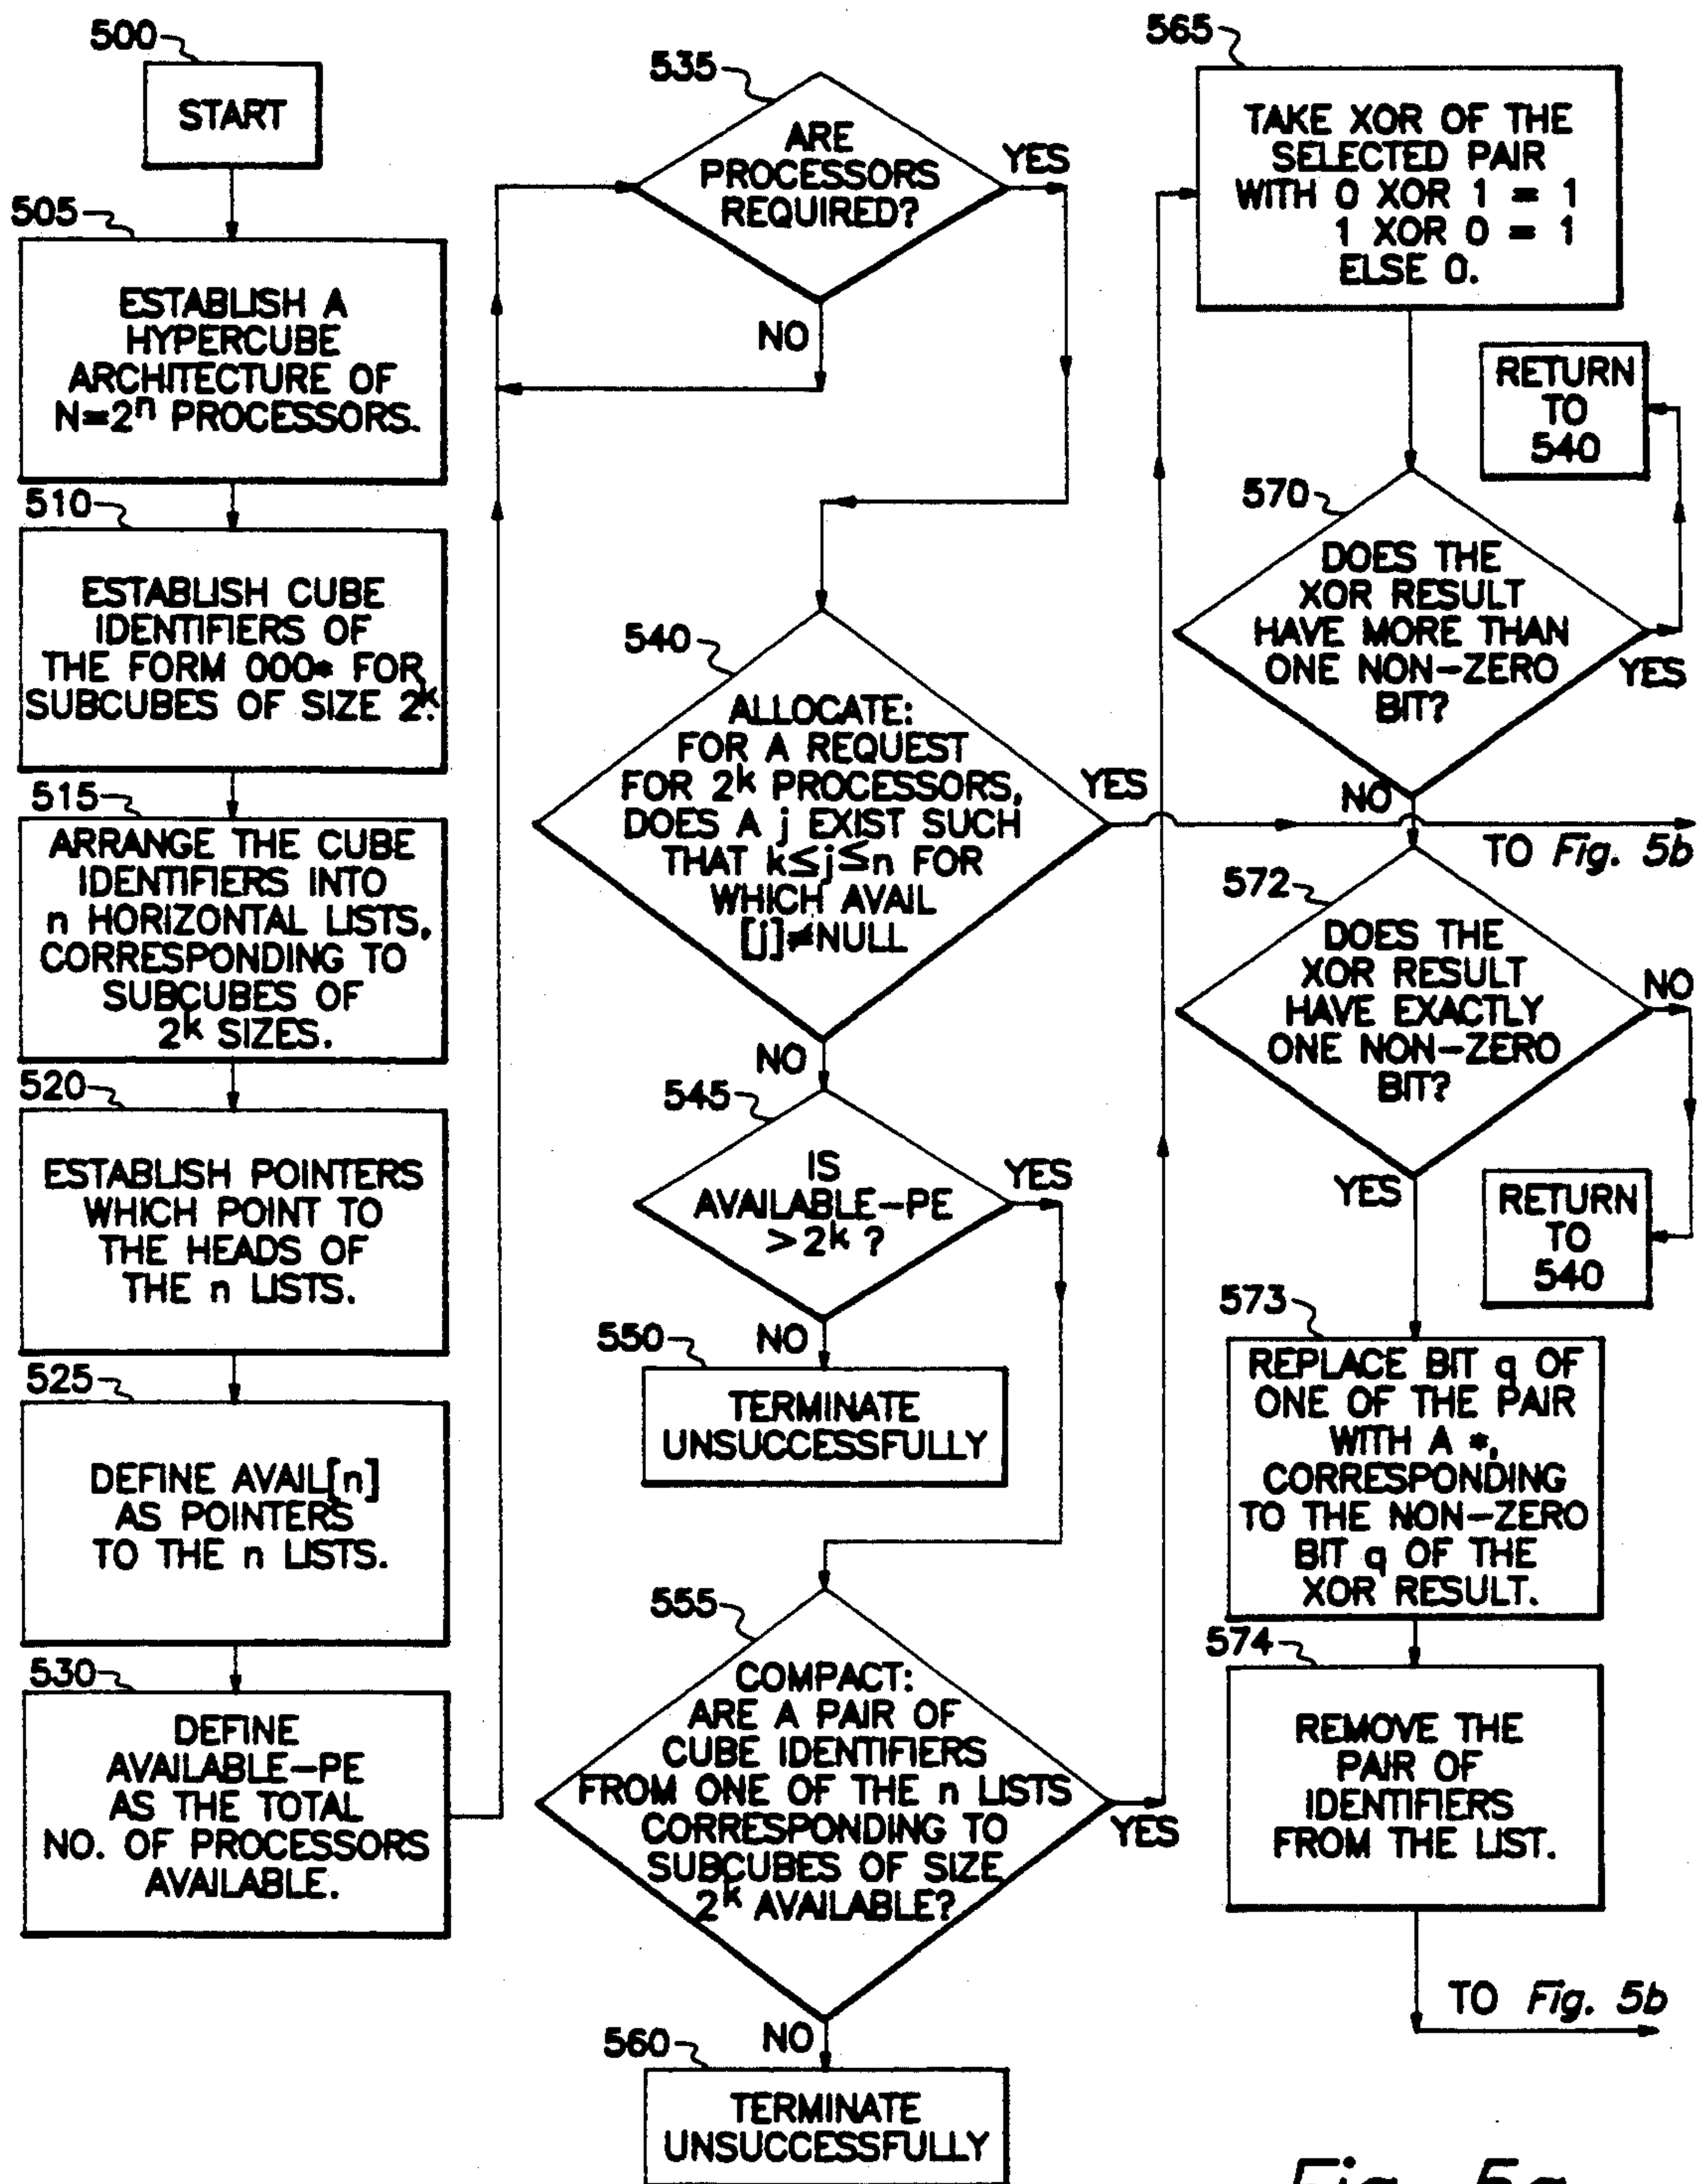 500
START
505
ESTABLISH A
HYPERCUBE
ARCHITECTURE OF
N=2ⁿ PROCESSORS.
510
ESTABLISH CUBE
IDENTIFIERS OF
THE FORM 000* FOR
SUBCUBES OF SIZE 2ᵏ.
515
ARRANGE THE CUBE
IDENTIFIERS INTO
n HORIZONTAL LISTS,
CORRESPONDING TO
SUBCUBES OF
2ᵏ SIZES.
520
ESTABLISH POINTERS
WHICH POINT TO
THE HEADS OF
THE n LISTS.
525
DEFINE AVAIL[n]
AS POINTERS
TO THE n LISTS.
530
DEFINE
AVAILABLE-PE
AS THE TOTAL
NO. OF PROCESSORS
AVAILABLE.
535
ARE
PROCESSORS
REQUIRED?
YES
NO
540
ALLOCATE:
FOR A REQUEST
FOR 2ᵏ PROCESSORS,
DOES A j EXIST SUCH
THAT k≤j≤n FOR
WHICH AVAIL
[j]≠NULL
YES
TO Fig. 5b
NO
545
IS
AVAILABLE-PE
>2ᵏ ?
YES
NO
550
TERMINATE
UNSUCCESSFULLY
555
COMPACT:
ARE A PAIR OF
CUBE IDENTIFIERS
FROM ONE OF THE n LISTS
CORRESPONDING TO
SUBCUBES OF SIZE
2ᵏ AVAILABLE?
YES
NO
560
TERMINATE
UNSUCCESSFULLY
565
TAKE XOR OF THE
SELECTED PAIR
WITH 0 XOR 1 = 1
1 XOR 0 = 1
ELSE 0.
570
DOES THE
XOR RESULT
HAVE MORE THAN
ONE NON-ZERO
BIT?
YES
RETURN
TO
540
NO
572
DOES THE
XOR RESULT
HAVE EXACTLY
ONE NON-ZERO
BIT?
NO
RETURN
TO
540
YES
573
REPLACE BIT q OF
ONE OF THE PAIR
WITH A *,
CORRESPONDING
TO THE NON-ZERO
BIT q OF THE
XOR RESULT.
574
REMOVE THE
PAIR OF
IDENTIFIERS
FROM THE LIST.
TO Fig. 5b
Fig. 5a